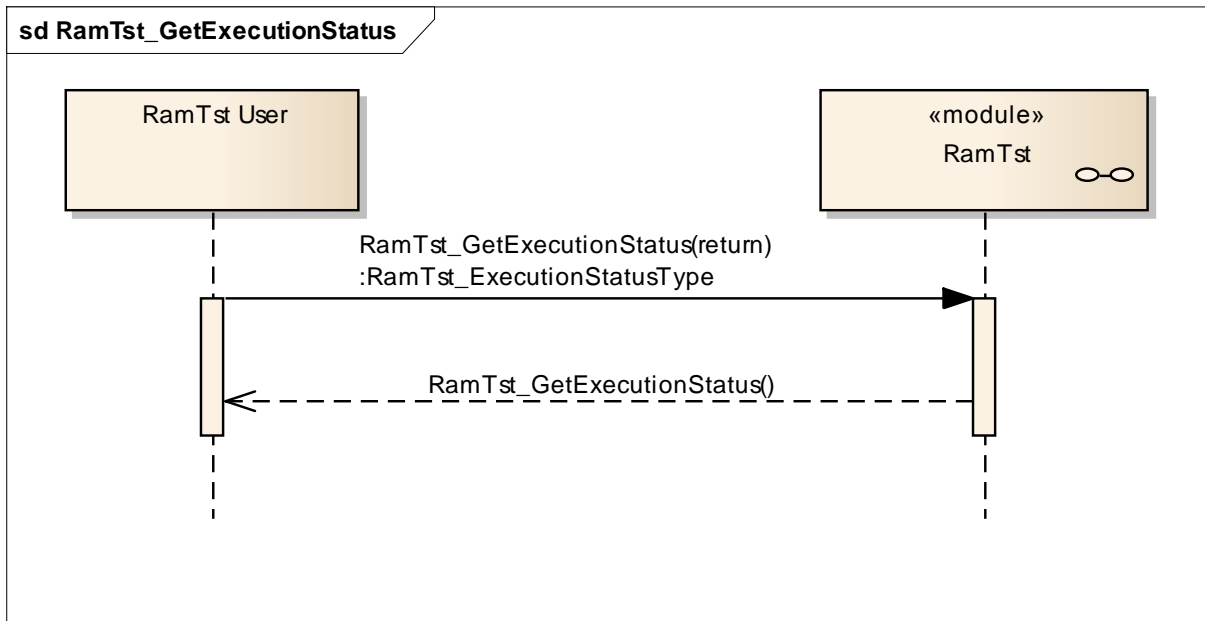 sd RamTst_GetExecutionStatus
RamTst User
«module»
RamTst
RamTst_GetExecutionStatus(return)
:RamTst_ExecutionStatusType
RamTst_GetExecutionStatus()